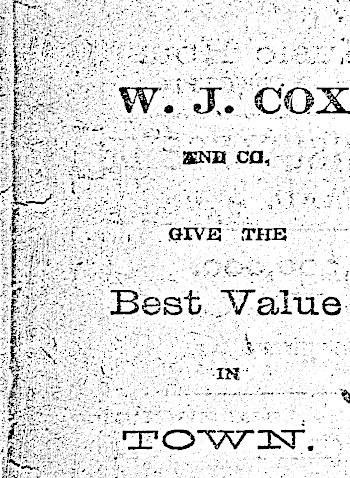 W. J. COX
AND CO.
GIVE THE
Best Value
IN
TOWN.